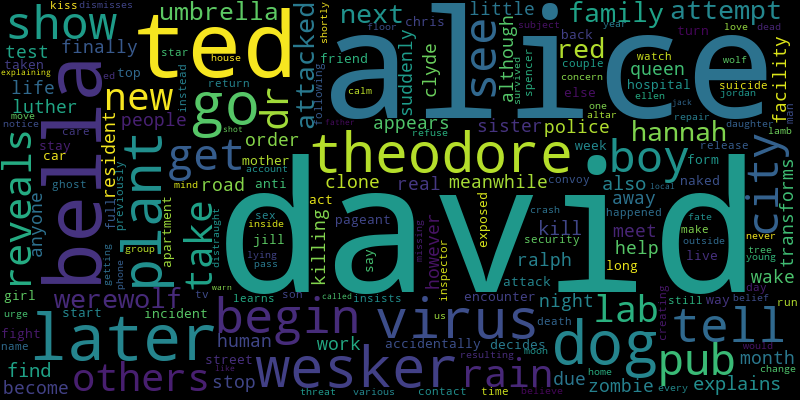 kiss dismisses
umbrella
little next family attempt
show ted alice
attacked shortly
chris turn love dead
test finally star back
floor year subject
taken top house friend
suddenly although see red
couple watch wolf
explaining ed instead
clyde spencer survived
concern queen suicide
life bella new go dr
hospital ellen jordan
following else facility
luther return calm
one jack man
move people shot father
appears altar repair
notice care order
sister police hannah daughter
refuse
stay resident get theodore boy
week release lamb
reveals anyone car mother
account
mind road anti clone real meanwhile
form convoy naked
ghost previously
also city transforms
plant take act
away local
full apartment sex pageant
happened fate
inside killing exposed
crash kill meet make never
group jill say
security outside tree
lying missing however
help live young
girl getting phone distraught
pass inspector ralph
long wake
werewolf begin virus david
attack lab
tv learns son insists encounter
night still way day
urge start incident
called creating belief run
later human warn us
accidentally death tell
name fight
street work decides
moon dog pub month
would
find others stop like wesker rain
resulting due zombie
home every explains change
become
threat various contact time believe